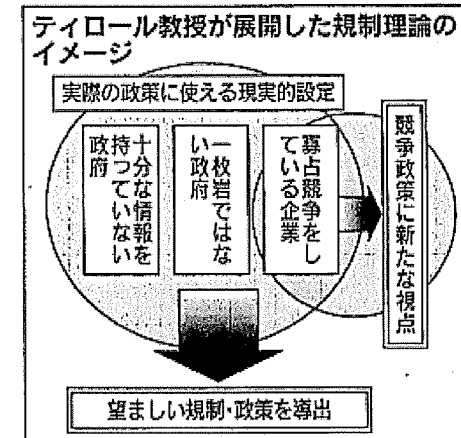 ティロール教授が展開した規制理論の
イメージ
実際の政策に使える現実的設定
十分な情報を
持っていない
政府
一枚岩ではな
い政府
寡占競争をし
ている企業
競争政策に新たな視点
望ましい規制・政策を導出